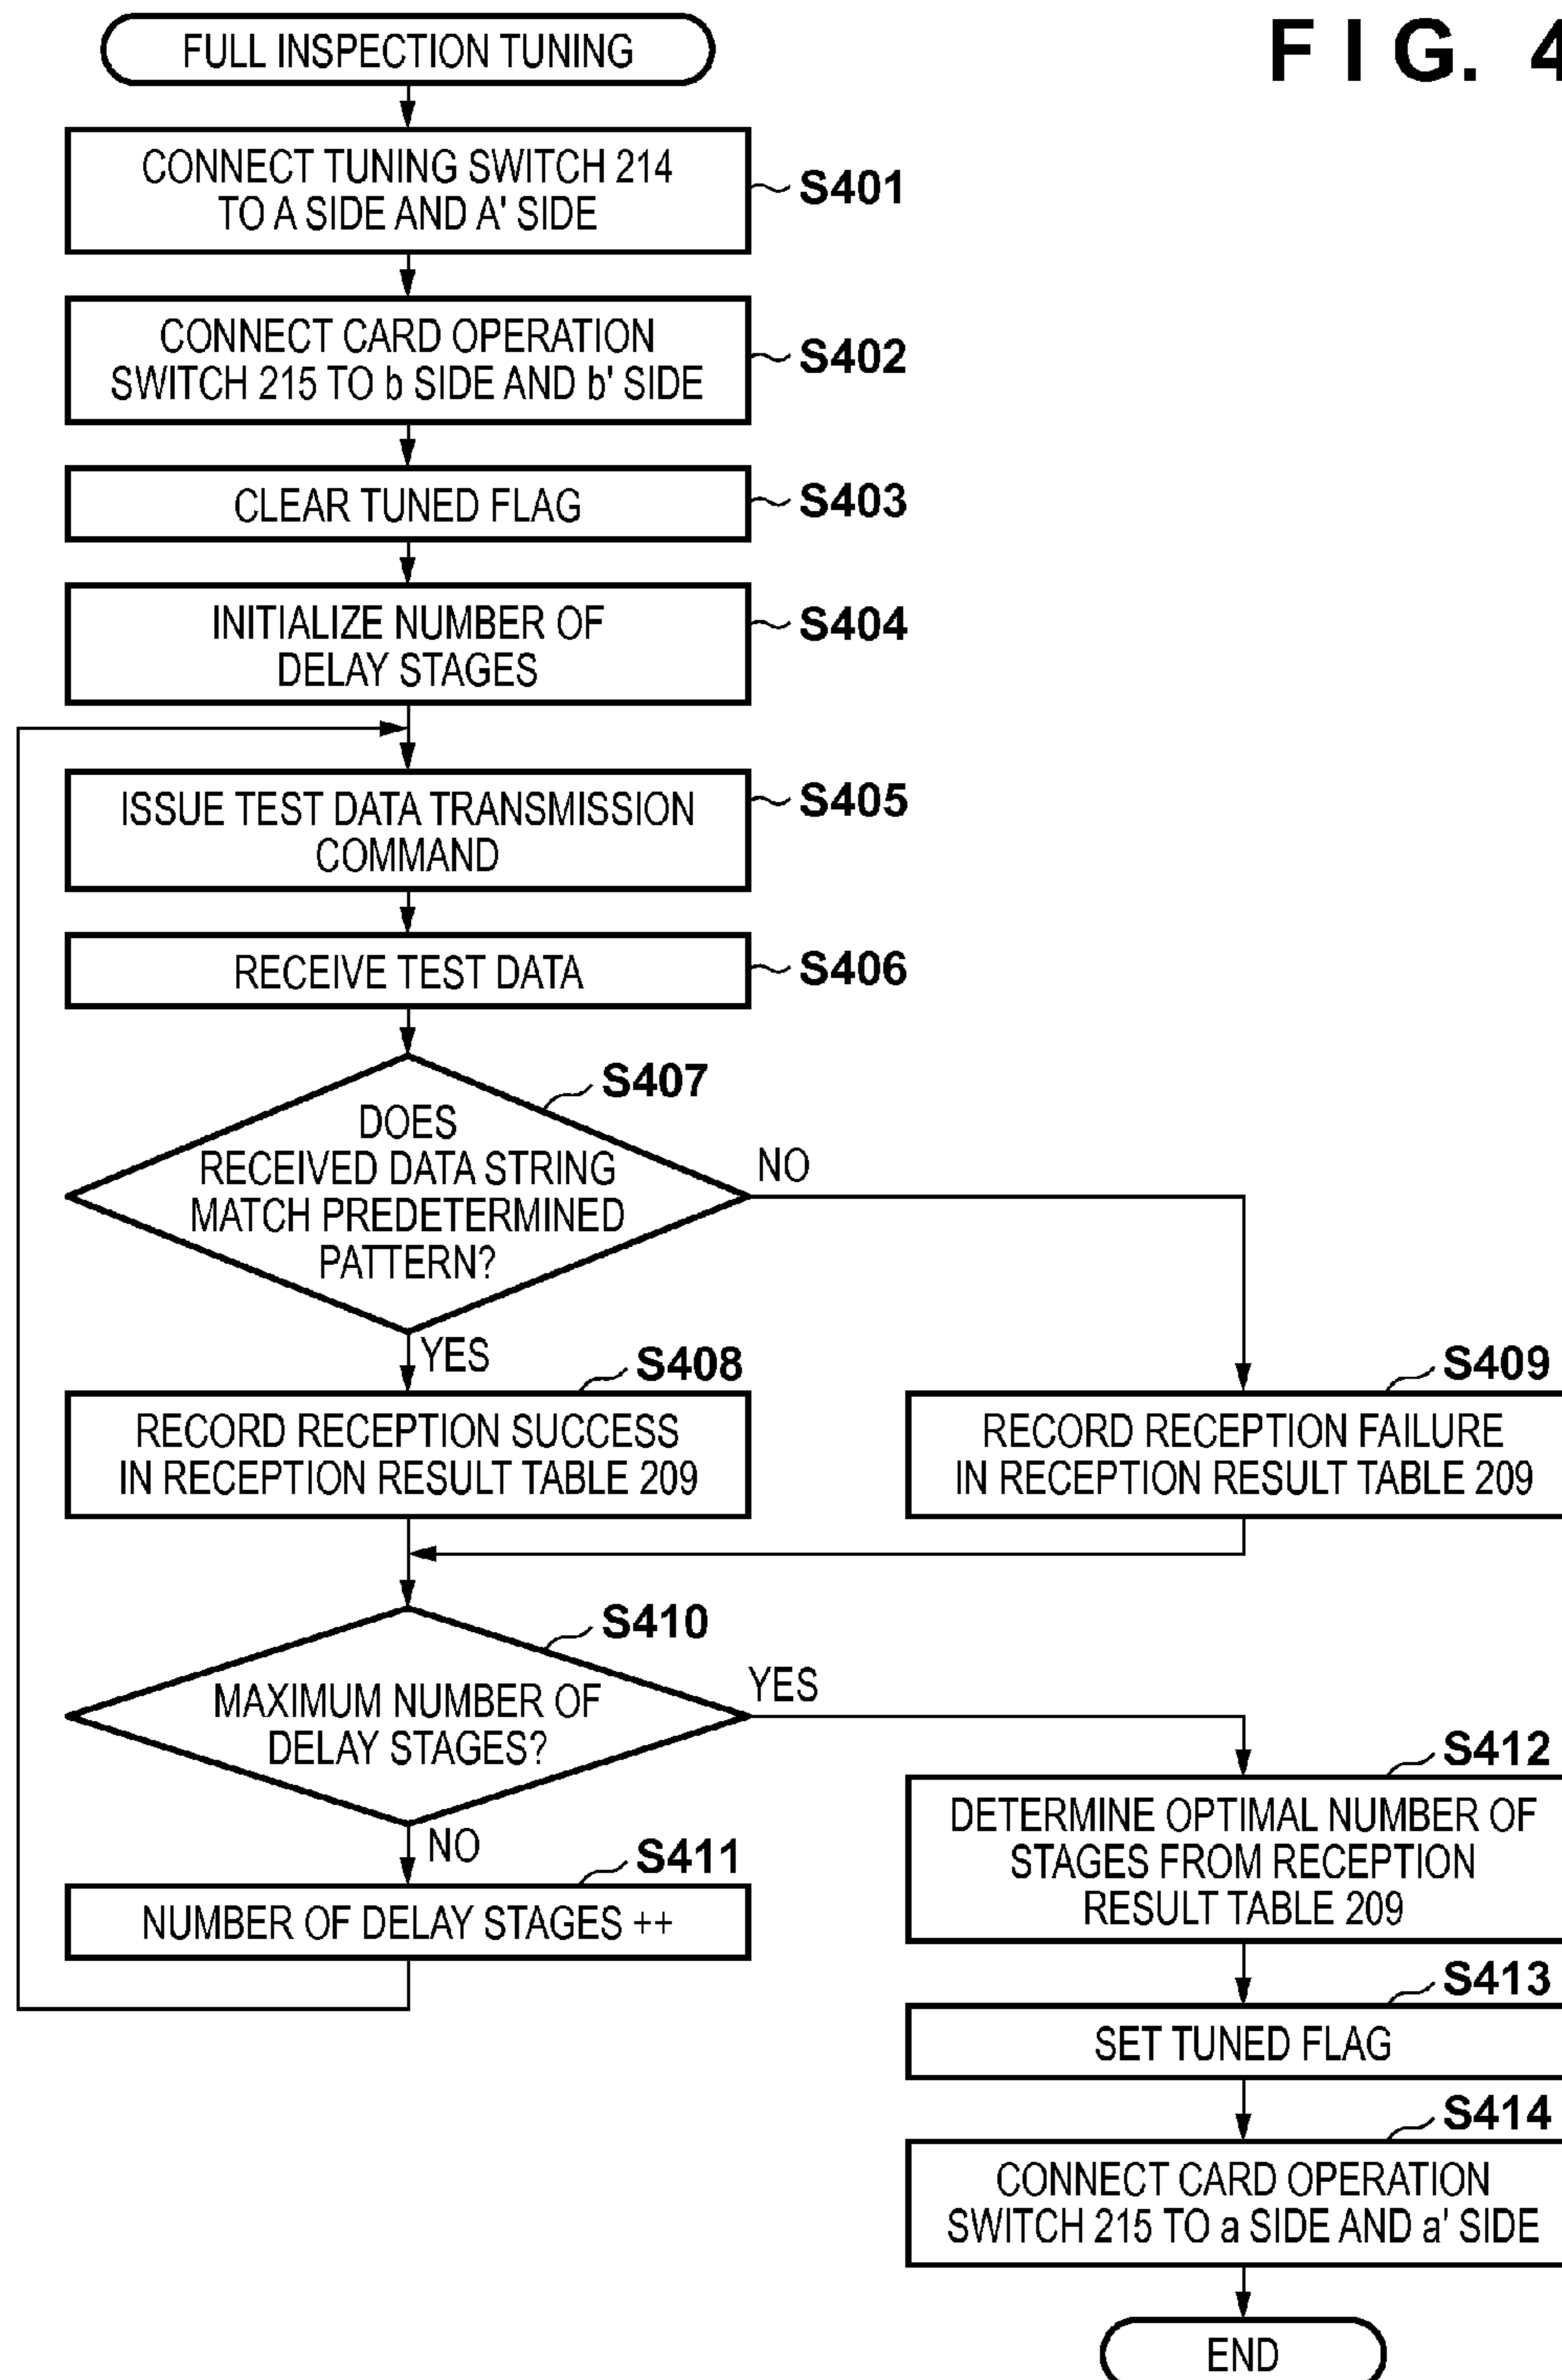 FIG. 4
FULL INSPECTION TUNING
CONNECT TUNING SWITCH 214
TO A SIDE AND A' SIDE
S401
CONNECT CARD OPERATION
SWITCH 215 TO b SIDE AND b' SIDE
S402
CLEAR TUNED FLAG
S403
INITIALIZE NUMBER OF
DELAY STAGES
S404
ISSUE TEST DATA TRANSMISSION
COMMAND
S405
RECEIVE TEST DATA
S406
S407
DOES
RECEIVED DATA STRING
MATCH PREDETERMINED
PATTERN?
NO
YES
S408
RECORD RECEPTION SUCCESS
IN RECEPTION RESULT TABLE 209
S409
RECORD RECEPTION FAILURE
IN RECEPTION RESULT TABLE 209
S410
MAXIMUM NUMBER OF
DELAY STAGES?
YES
NO
S411
NUMBER OF DELAY STAGES ++
S412
DETERMINE OPTIMAL NUMBER OF
STAGES FROM RECEPTION
RESULT TABLE 209
S413
SET TUNED FLAG
S414
CONNECT CARD OPERATION
SWITCH 215 TO a SIDE AND a' SIDE
END